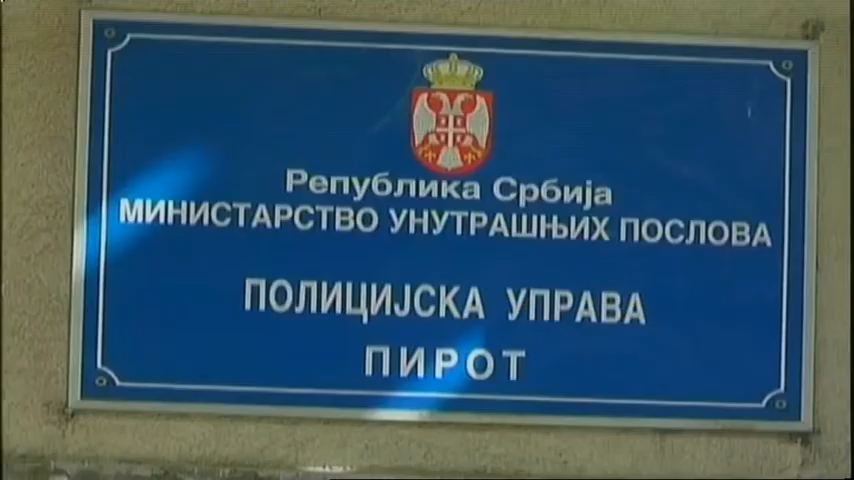 Република Србија
МИНИСТАРСТВО УНУТРАШЊИХ ПОСЛОВА
ПОЛИЦИЈСКА УПРАВА
ПИРОТ